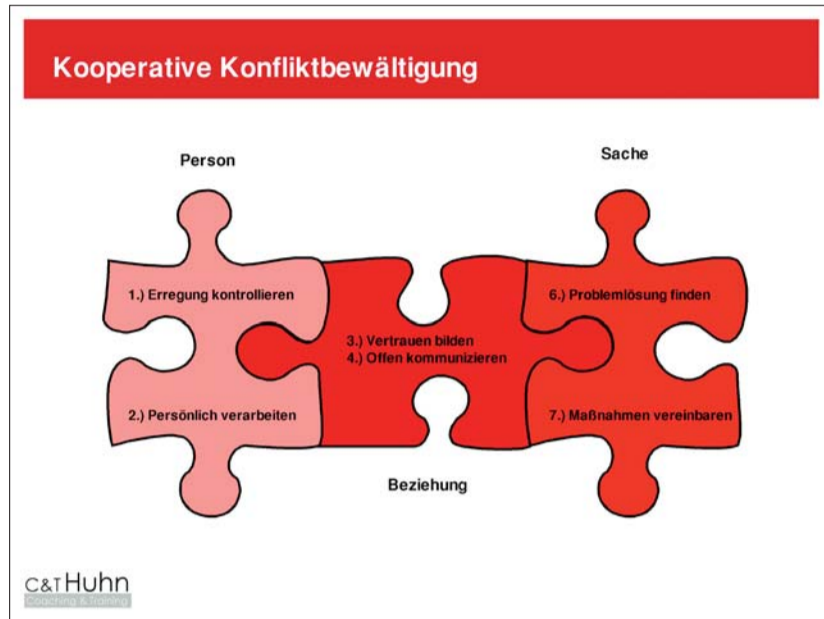 Kooperative Konfliktbewältigung
Person
Sache
1.) Erregung kontrollieren
6.) Problemlösung finden
3.) Vertrauen bilden
4.) Offen kommunizieren
2.) Persönlich verarbeiten
7.) Maßnahmen vereinbaren
Beziehung
C&T Huhn
Coaching & Training